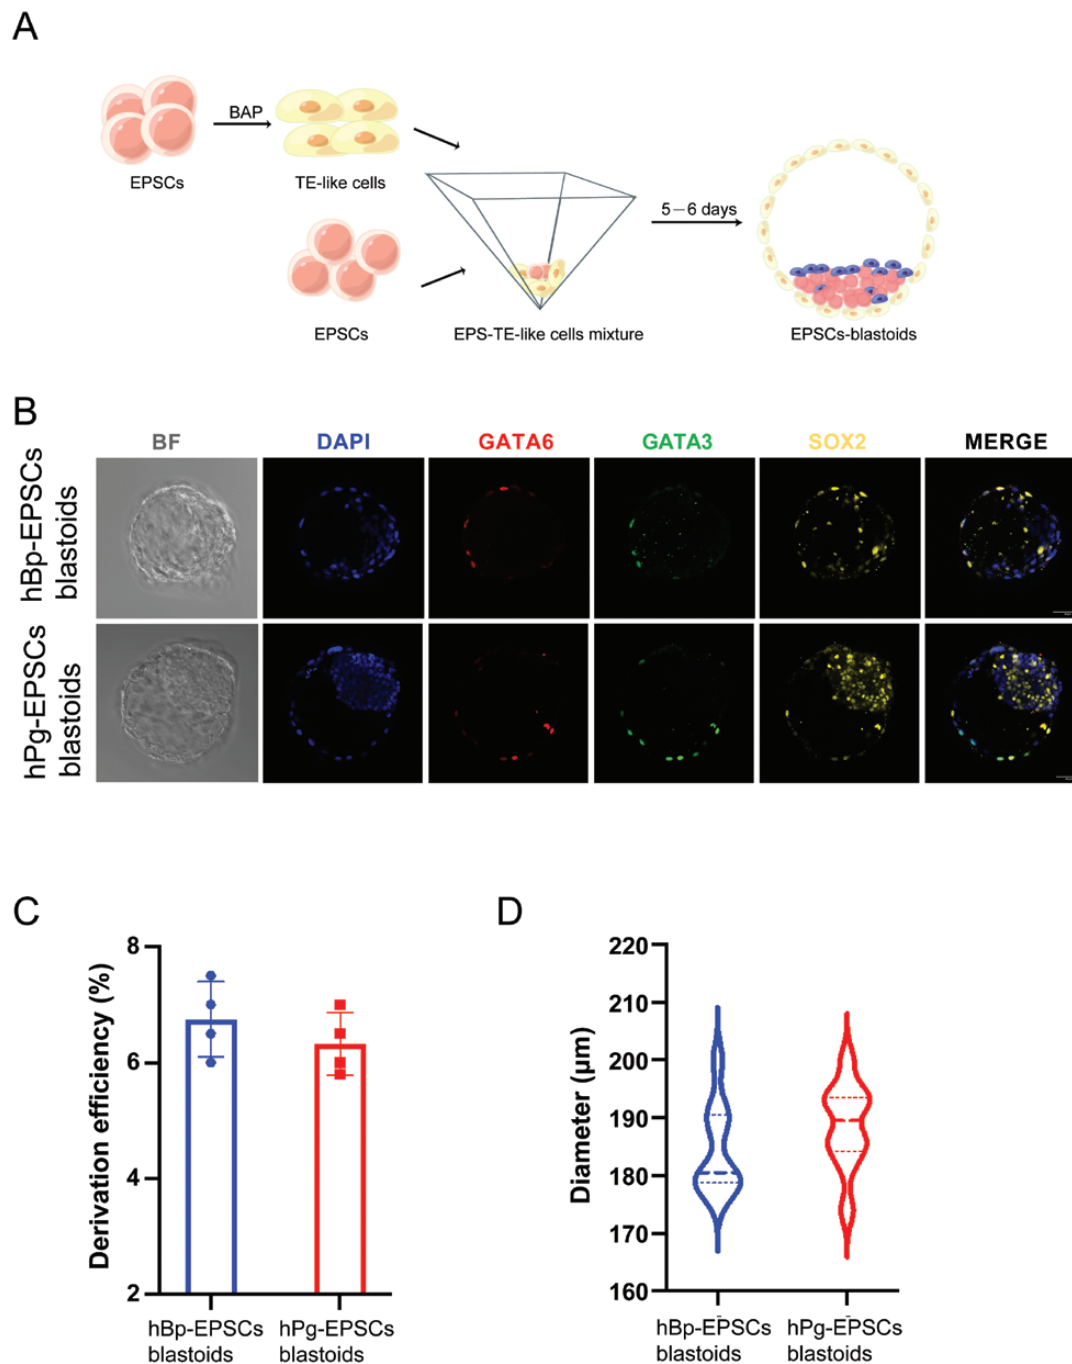 A
EPSCs
BAP
TE-like cells
EPSCs
EPS-TE-like cells mixture
5–6 days
EPSCs-blastoids
B
BF DAPI GATA6 GATA3 SOX2 MERGE
hBp-EPSCs
blastoids
hPg-EPSCs
blastoids
C
Derivation efficiency (%)
8
6
4
2
hBp-EPSCs
blastoids
hPg-EPSCs
blastoids
D
Diameter (µm)
220
210
200
190
180
170
160
hBp-EPSCs
blastoids
hPg-EPSCs
blastoids